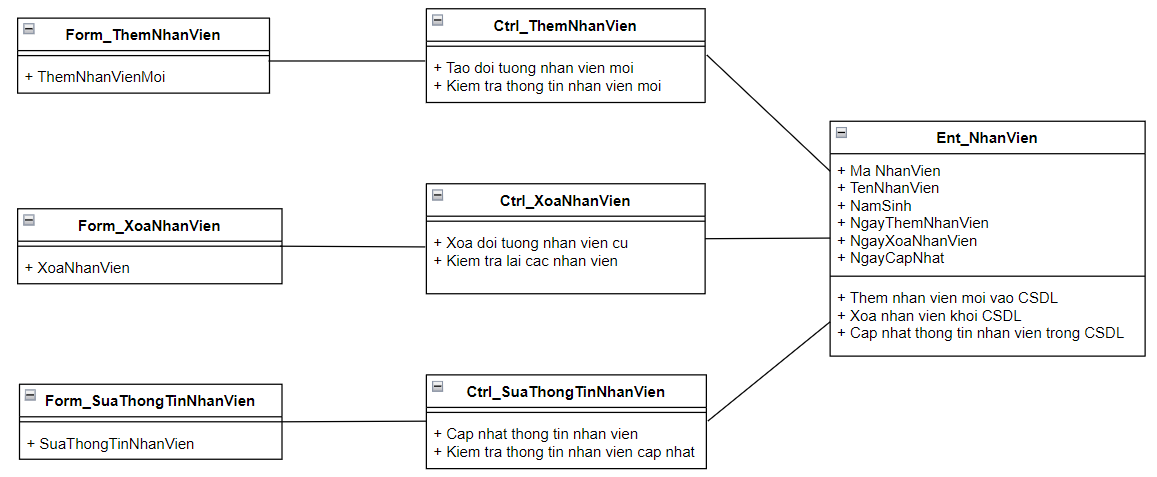 Form_ThemNhanVien
+ ThemNhanVienMoi
Ctrl_ThemNhanVien
+ Tao doi tuong nhan vien moi
+ Kiem tra thong tin nhan vien moi
Form_XoaNhanVien
+ XoaNhanVien
Ctrl_XoaNhanVien
+ Xoa doi tuong nhan vien cu
+ Kiem tra lai cac nhan vien
Form_SuaThongTinNhanVien
+ SuaThongTinNhanVien
Ctrl_SuaThongTinNhanVien
+ Cap nhat thong tin nhan vien
+ Kiem tra thong tin nhan vien cap nhat
Ent_NhanVien
+ Ma NhanVien
+ TenNhanVien
+ NamSinh
+ NgayThemNhanVien
+ NgayXoaNhanVien
+ NgayCapNhat
+ Them nhan vien moi vao CSDL
+ Xoa nhan vien khoi CSDL
+ Cap nhat thong tin nhan vien trong CSDL